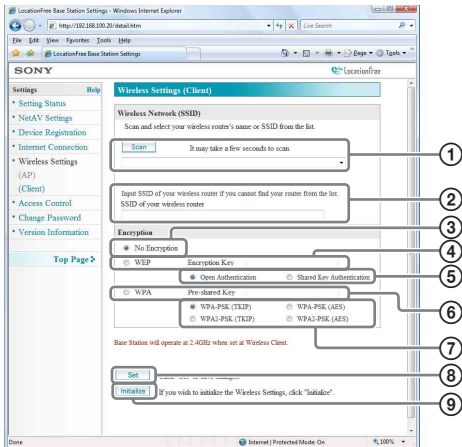 LocationFree Base Station Settings - Windows Internet Explorer
http://192.168.100.20/detail.htm
Live Search
File Edit View Favorites Tools Help
LocationFree Base Station Settings
Page Tools
SONY
LocationFree
Settings Help
Setting Status
NetAV Settings
Device Registration
Internet Connection
Wireless Settings
(AP)
(Client)
Access Control
Change Password
Version Information
Top Page
Wireless Settings (Client)
Wireless Network (SSID)
Scan and select your wireless router's name or SSID from the list.
Scan It may take a few seconds to scan.
Input SSID of your wireless router if you cannot find your router from the list.
SSID of your wireless router
Encryption
No Encryption
WEP Encryption Key
Open Authentication Shared Key Authentication
WPA Pre-shared Key
WPA-PSK (TKIP) WPA-PSK (AES)
WPA2-PSK (TKIP) WPA2-PSK (AES)
Base Station will operate at 2.4GHz when set at Wireless Client.
Set
Initialize If you wish to initialize the Wireless Settings, click "Initialize".
Done
Internet | Protected Mode: On
100%
1
2
3
4
5
6
7
8
9